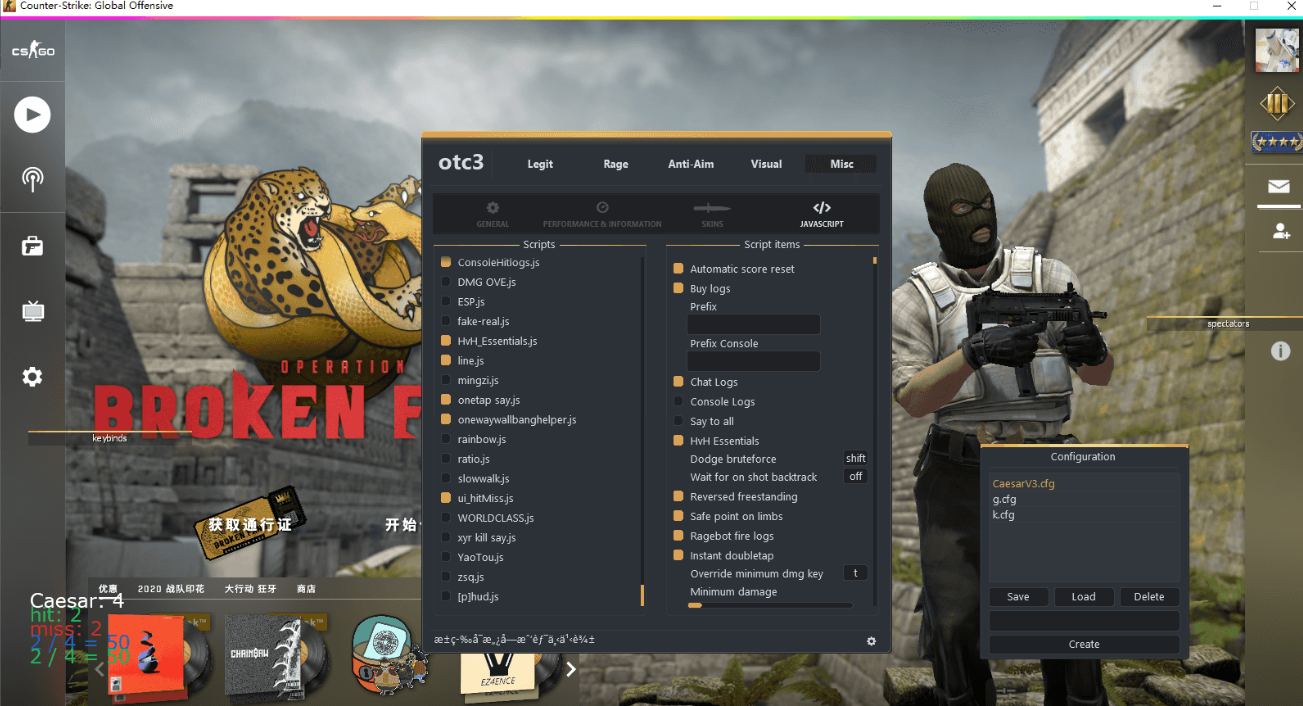 Counter-Strike: Global Offensive
CS GO
OPERATION
BROKEN F
keybinds
获取通行证
开始
优惠
2020 战队印花
大行动 狂牙
商店
Caesar: 4
hit: 2
miss: 2
2 / 4 = 50
2 / 4 = 50
CHAINSAW
EZ4ENCE
otc3
Legit
Rage
Anti-Aim
Visual
Misc
GENERAL
PERFORMANCE & INFORMATION
SKINS
JAVASCRIPT
Scripts
ConsoleHitlogs.js
DMG OVE.js
ESP.js
fake-real.js
HvH_Essentials.js
line.js
mingzi.js
onetap say.js
onewaywallbanghelper.js
rainbow.js
ratio.js
slowwalk.js
ui_hitMiss.js
WORLDCLASS.js
xyr kill say.js
YaoTou.js
zsq.js
[p]hud.js
Script items
Automatic score reset
Buy logs
Prefix
Prefix Console
Chat Logs
Console Logs
Say to all
HvH Essentials
Dodge bruteforce shift
Wait for on shot backtrack off
Reversed freestanding
Safe point on limbs
Ragebot fire logs
Instant doubletap
Override minimum dmg key t
Minimum damage
spectators
Configuration
CaesarV3.cfg
g.cfg
k.cfg
Save
Load
Delete
Create